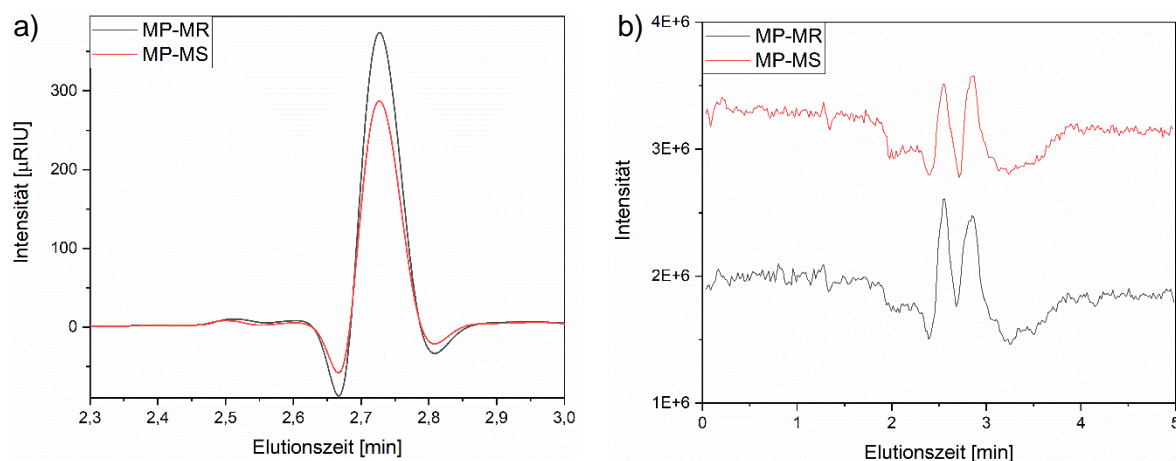 a)
MP-MR
MP-MS
Intensität [µRIU]
300
200
100
0
2,3 2,4 2,5 2,6 2,7 2,8 2,9 3,0
Elutionszeit [min]
b)
MP-MR
MP-MS
Intensität
4E+6
3E+6
2E+6
1E+6
0 1 2 3 4 5
Elutionszeit [min]